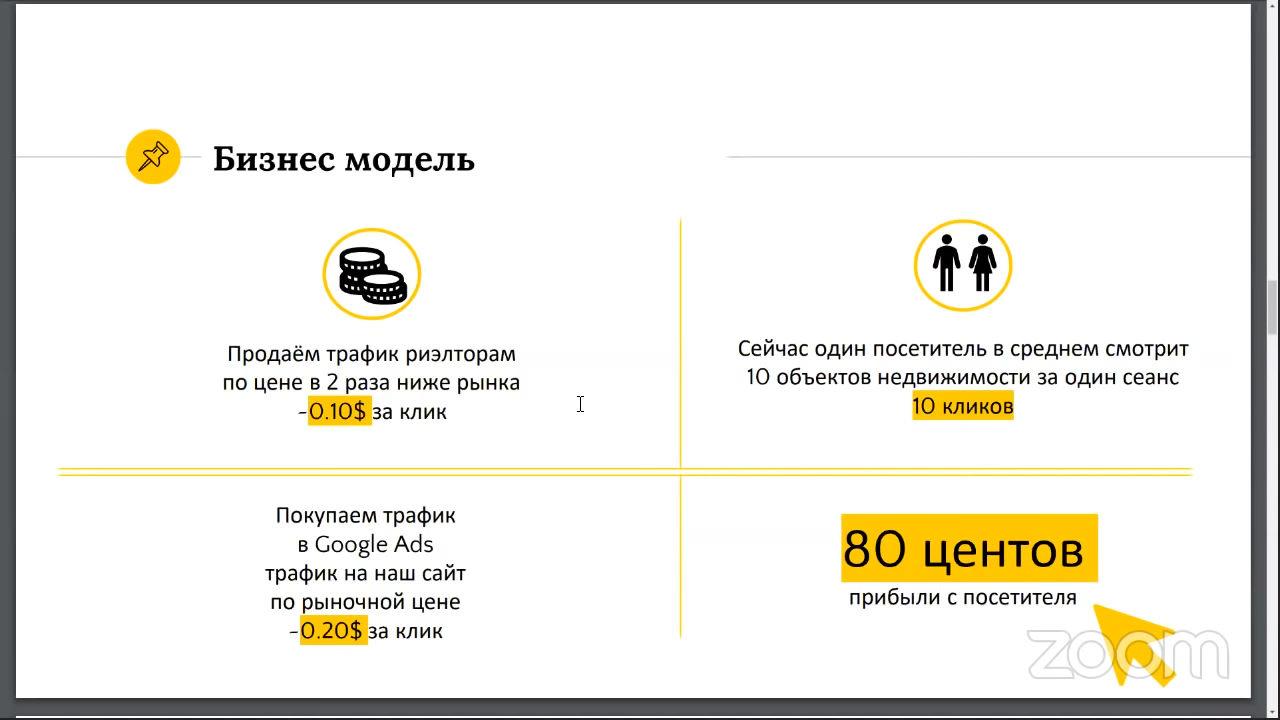 Бизнес модель
Продаём трафик риэлторам
по цене в 2 раза ниже рынка
~0.10$ за клик
Сейчас один посетитель в среднем смотрит
10 объектов недвижимости за один сеанс
10 кликов
Покупаем трафик
в Google Ads
трафик на наш сайт
по рыночной цене
~0.20$ за клик
80 центов
прибыли с посетителя
zoom